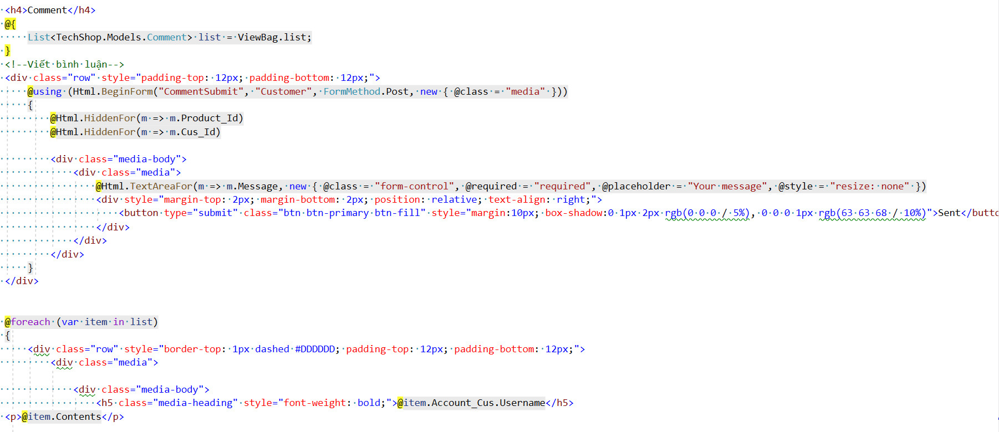 <h4>Comment</h4>
@{
List<TechShop.Models.Comment> list = ViewBag.list;
}
<!--Viết bình luận-->
<div class="row" style="padding-top: 12px; padding-bottom: 12px;">
@using (Html.BeginForm("CommentSubmit", "Customer", FormMethod.Post, new { @class = "media" }))
{
@Html.HiddenFor(m => m.Product_Id)
@Html.HiddenFor(m => m.Cus_Id)
<div class="media-body">
<div class="media">
@Html.TextAreaFor(m => m.Message, new { @class = "form-control", @required = "required", @placeholder = "Your message", @style = "resize: none" })
<div style="margin-top: 2px; margin-bottom: 2px; position: relative; text-align: right;">
<button type="submit" class="btn btn-primary btn-fill" style="margin:10px; box-shadow:0 1px 2px rgb(0 0 0 / 5%), 0 0 0 1px rgb(63 63 68 / 10%)">Sent</butto
</div>
</div>
</div>
}
</div>
@foreach (var item in list)
{
<div class="row" style="border-top: 1px dashed #DDDDDD; padding-top: 12px; padding-bottom: 12px;">
<div class="media">
<div class="media-body">
<h5 class="media-heading" style="font-weight: bold;">@item.Account_Cus.Username</h5>
<p>@item.Contents</p>